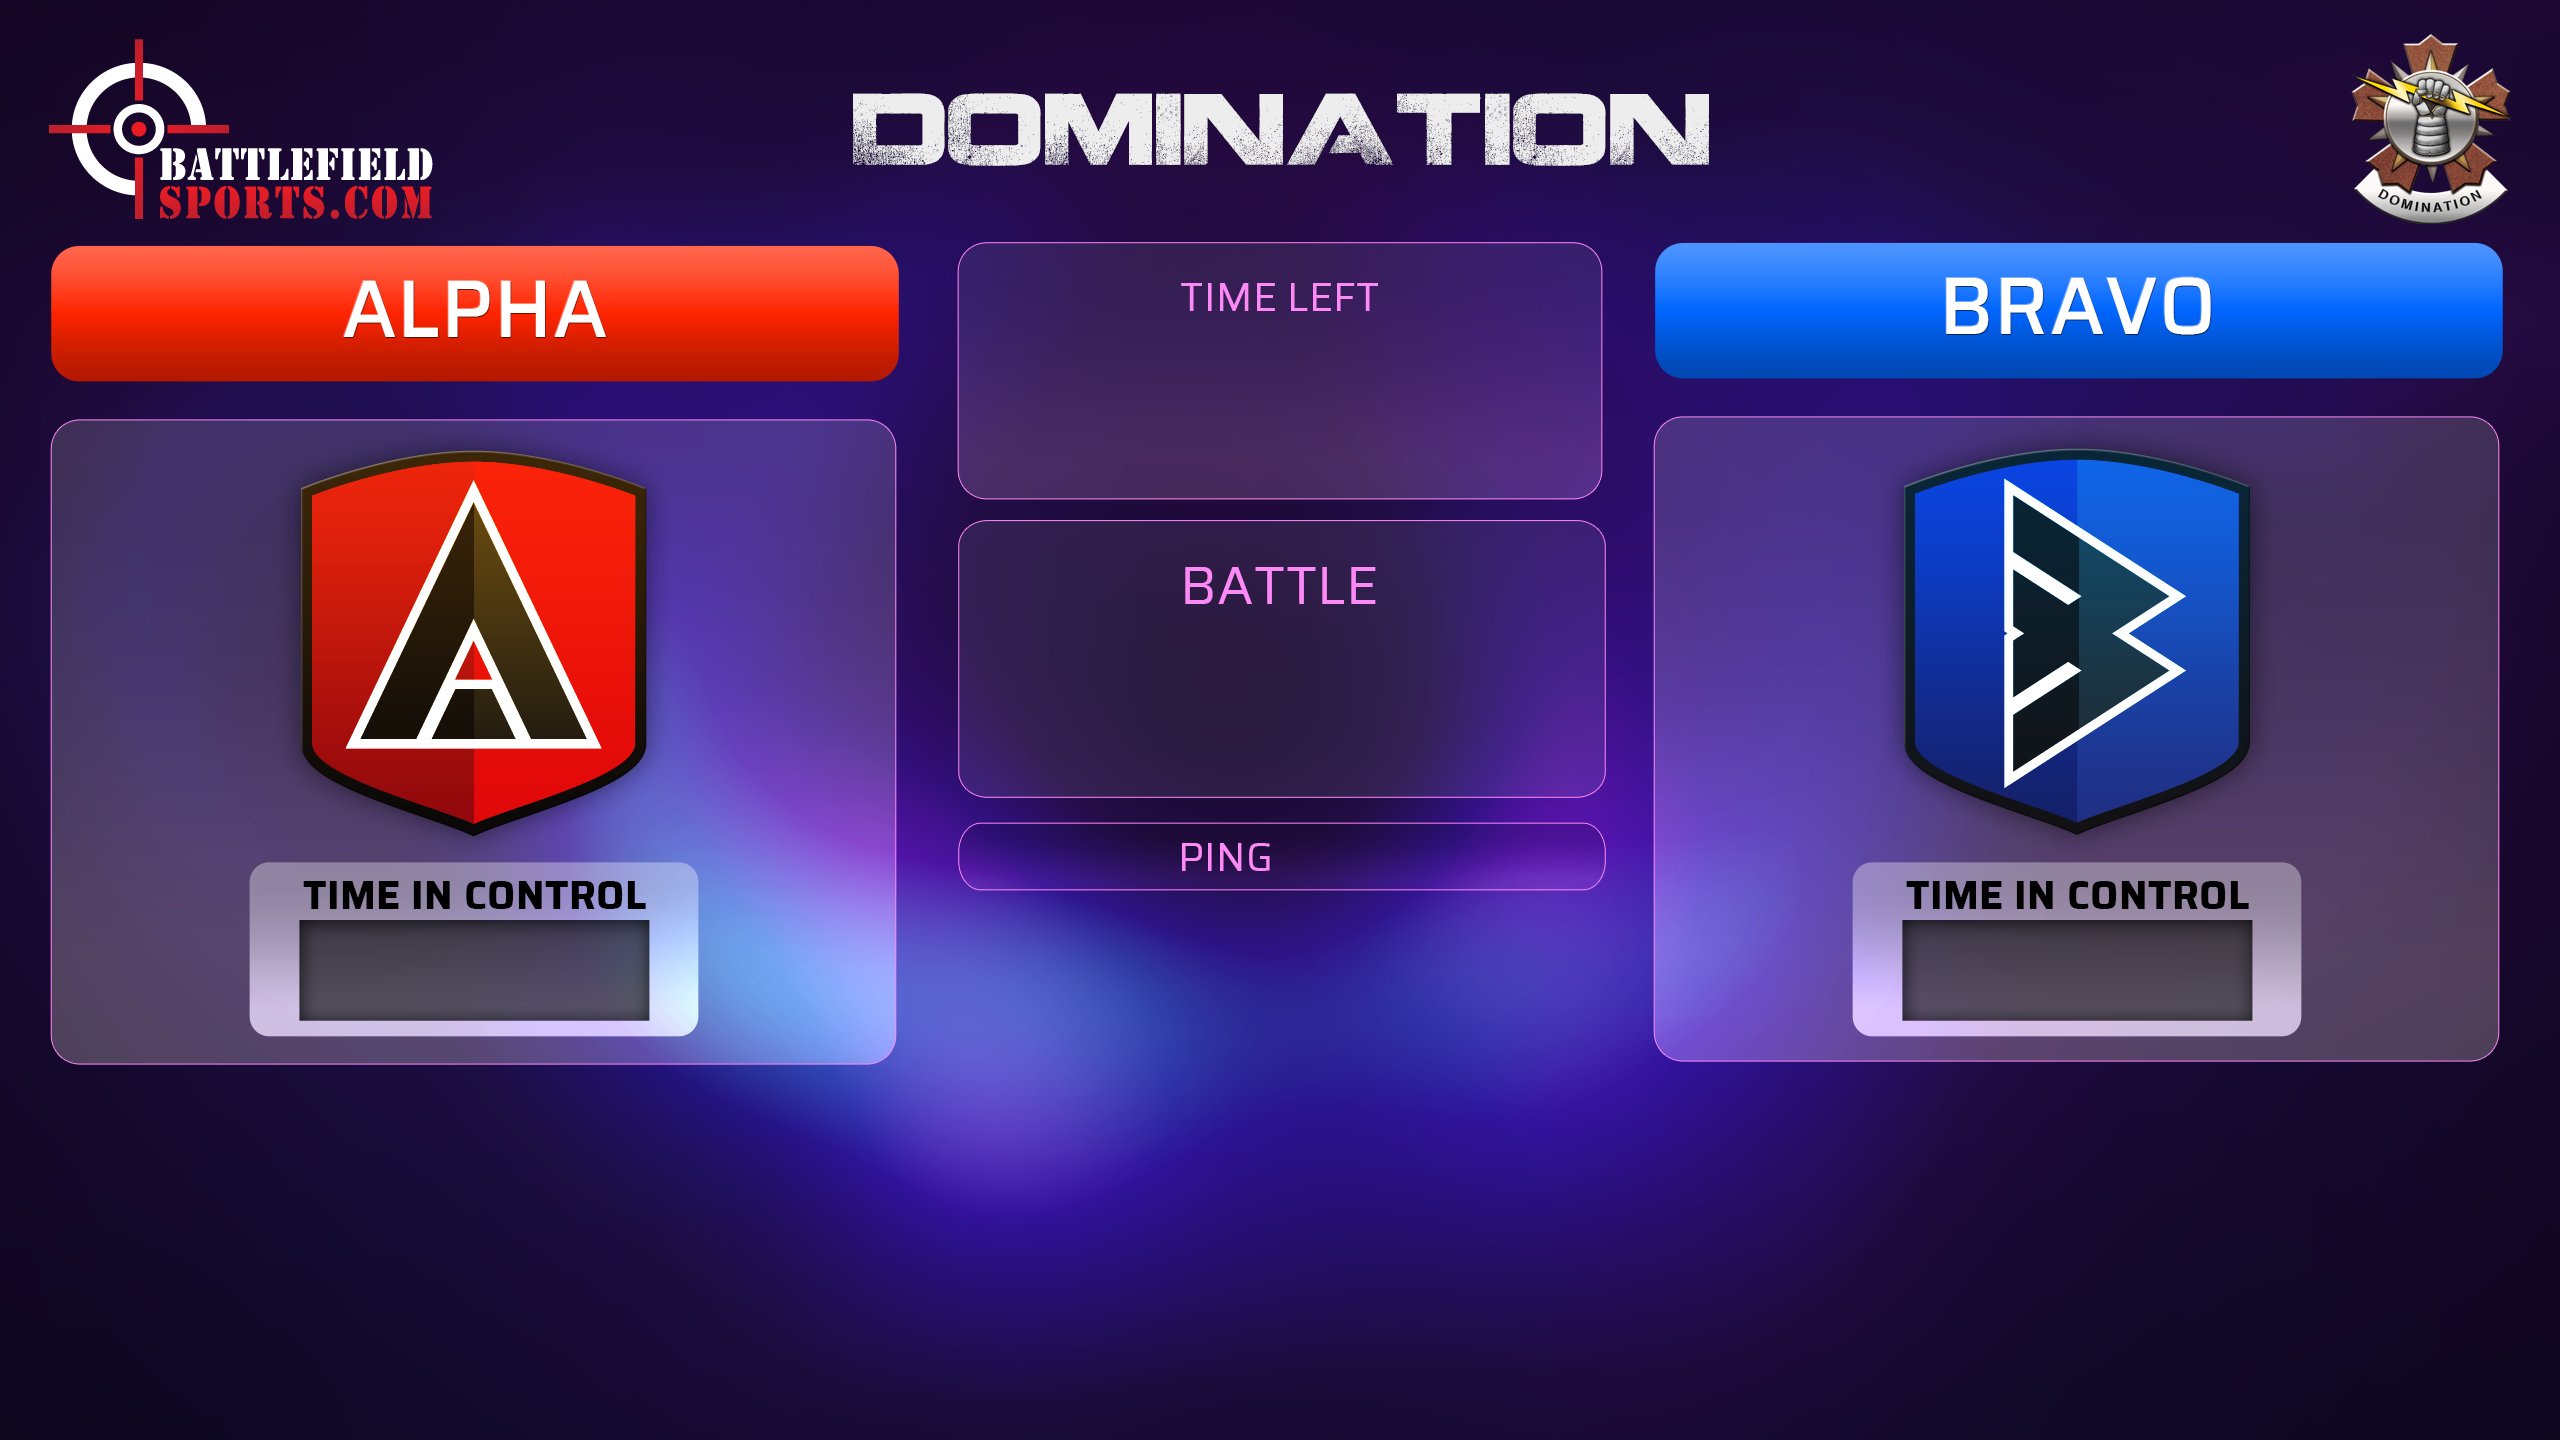 BATTLEFIELD
SPORTS.COM
DOMINATION
DOMINATION
ALPHA
TIME LEFT
BRAVO
BATTLE
PING
TIME IN CONTROL
TIME IN CONTROL